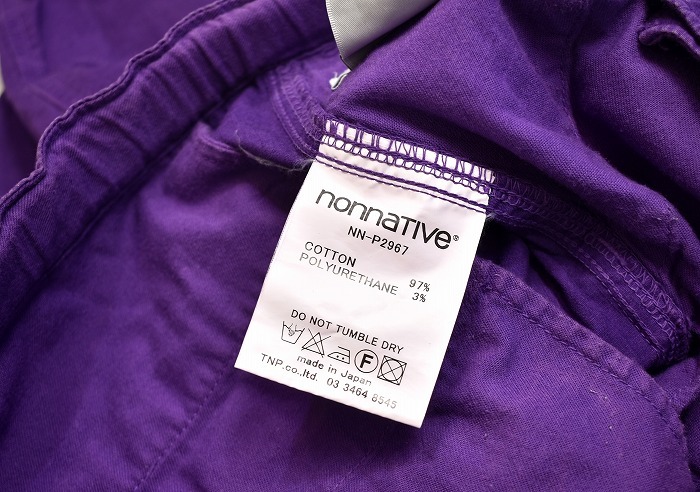 nonnative®
NN-P2967
COTTON 97%
POLYURETHANE 3%
DO NOT TUMBLE DRY
F
made in Japan
TNP.co.,ltd. 03 3464 8545